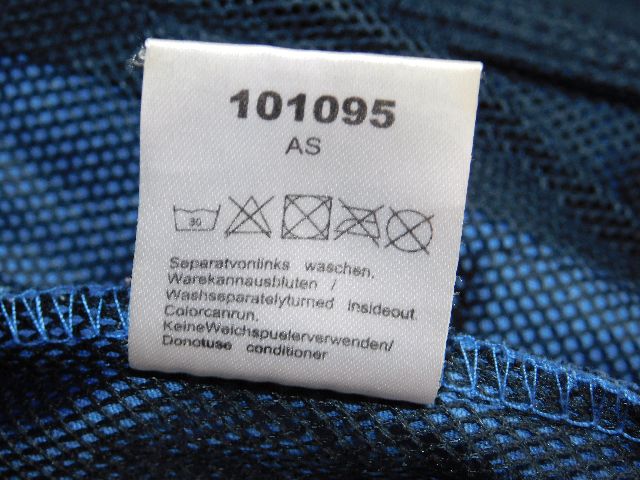 101095
AS
30
Separatvonlinks waschen.
Warekannausbluten /
Washseparatelyturned insideout
Colorcanrun.
KeineWeichspuelerverwenden/
Donotuse conditioner